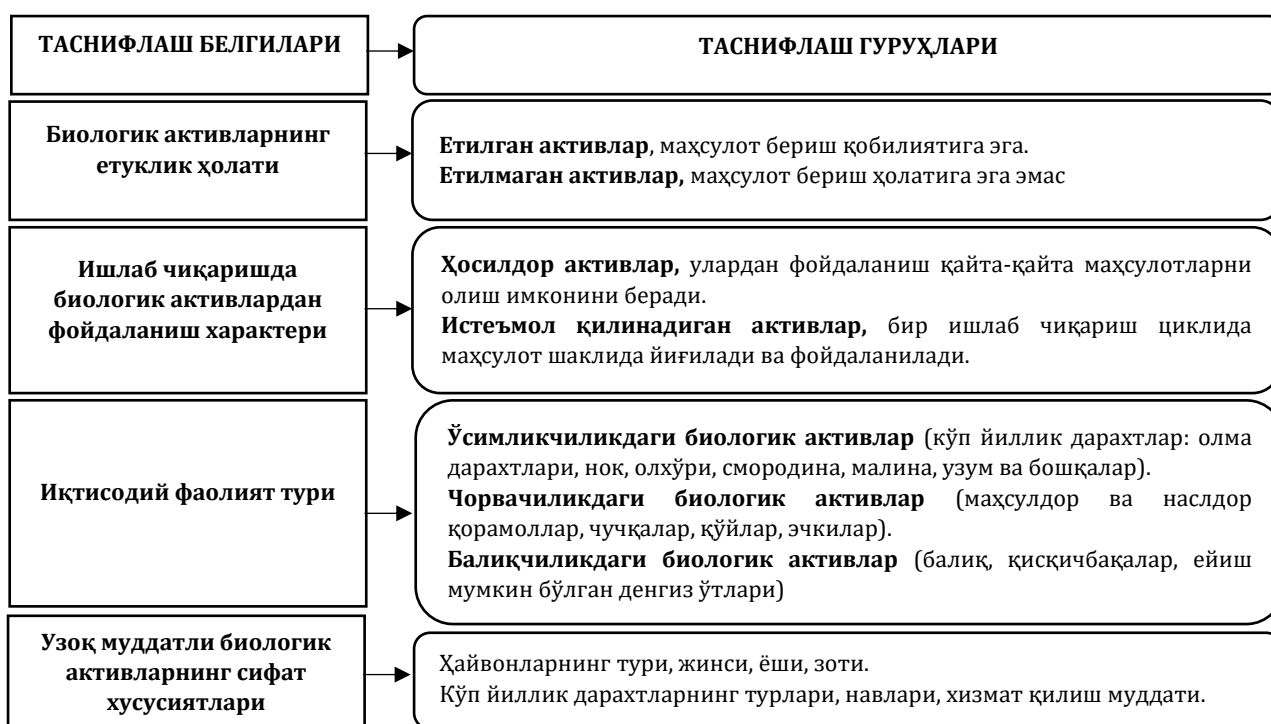 ТАСНИФЛАШ БЕЛГИЛАРИ
ТАСНИФЛАШ ГУРУҲЛАРИ
Биологик активларнинг
етуклик ҳолати
Етилган активлар, маҳсулот бериш қобилиятига эга.
Етилмаган активлар, маҳсулот бериш ҳолатига эга эмас
Ишлаб чиқаришда
биологик активлардан
фойдаланиш характери
Ҳосилдор активлар, улардан фойдаланиш қайта-қайта маҳсулотларни
олиш имконини беради.
Истеъмол қилинадиган активлар, бир ишлаб чиқариш циклида
маҳсулот шаклида йиғилади ва фойдаланилади.
Иқтисодий фаолият тури
Ўсимликчиликдаги биологик активлар (кўп йиллик дарахтлар: олма
дарахтлари, нок, олхўри, смородина, малина, узум ва бошқалар).
Чорвачиликдаги биологик активлар (маҳсулдор ва наслдор
қорамоллар, чучқалар, қўйлар, эчкилар).
Балиқчиликдаги биологик активлар (балиқ, қисқичбақалар, ейиш
мумкин бўлган денгиз ўтлари)
Узоқ муддатли биологик
активларнинг сифат
хусусиятлари
Ҳайвонларнинг тури, жинси, ёши, зоти.
Кўп йиллик дарахтларнинг турлари, навлари, хизмат қилиш муддати.